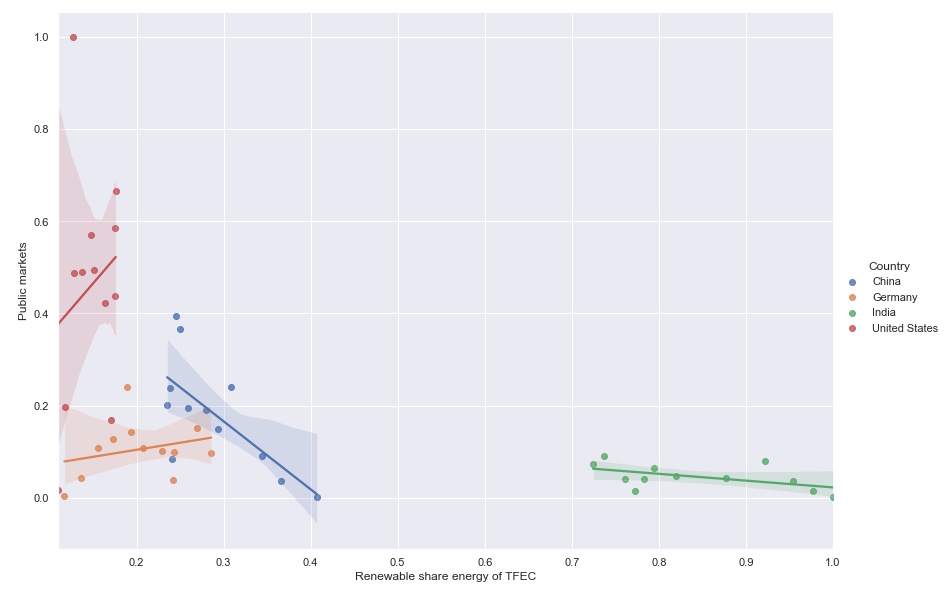 1.0
0.8
0.6
0.4
0.2
0.0
Public markets
0.2 0.3 0.4 0.5 0.6 0.7 0.8 0.9 1.0
Renewable share energy of TFEC
Country
China
Germany
India
United States